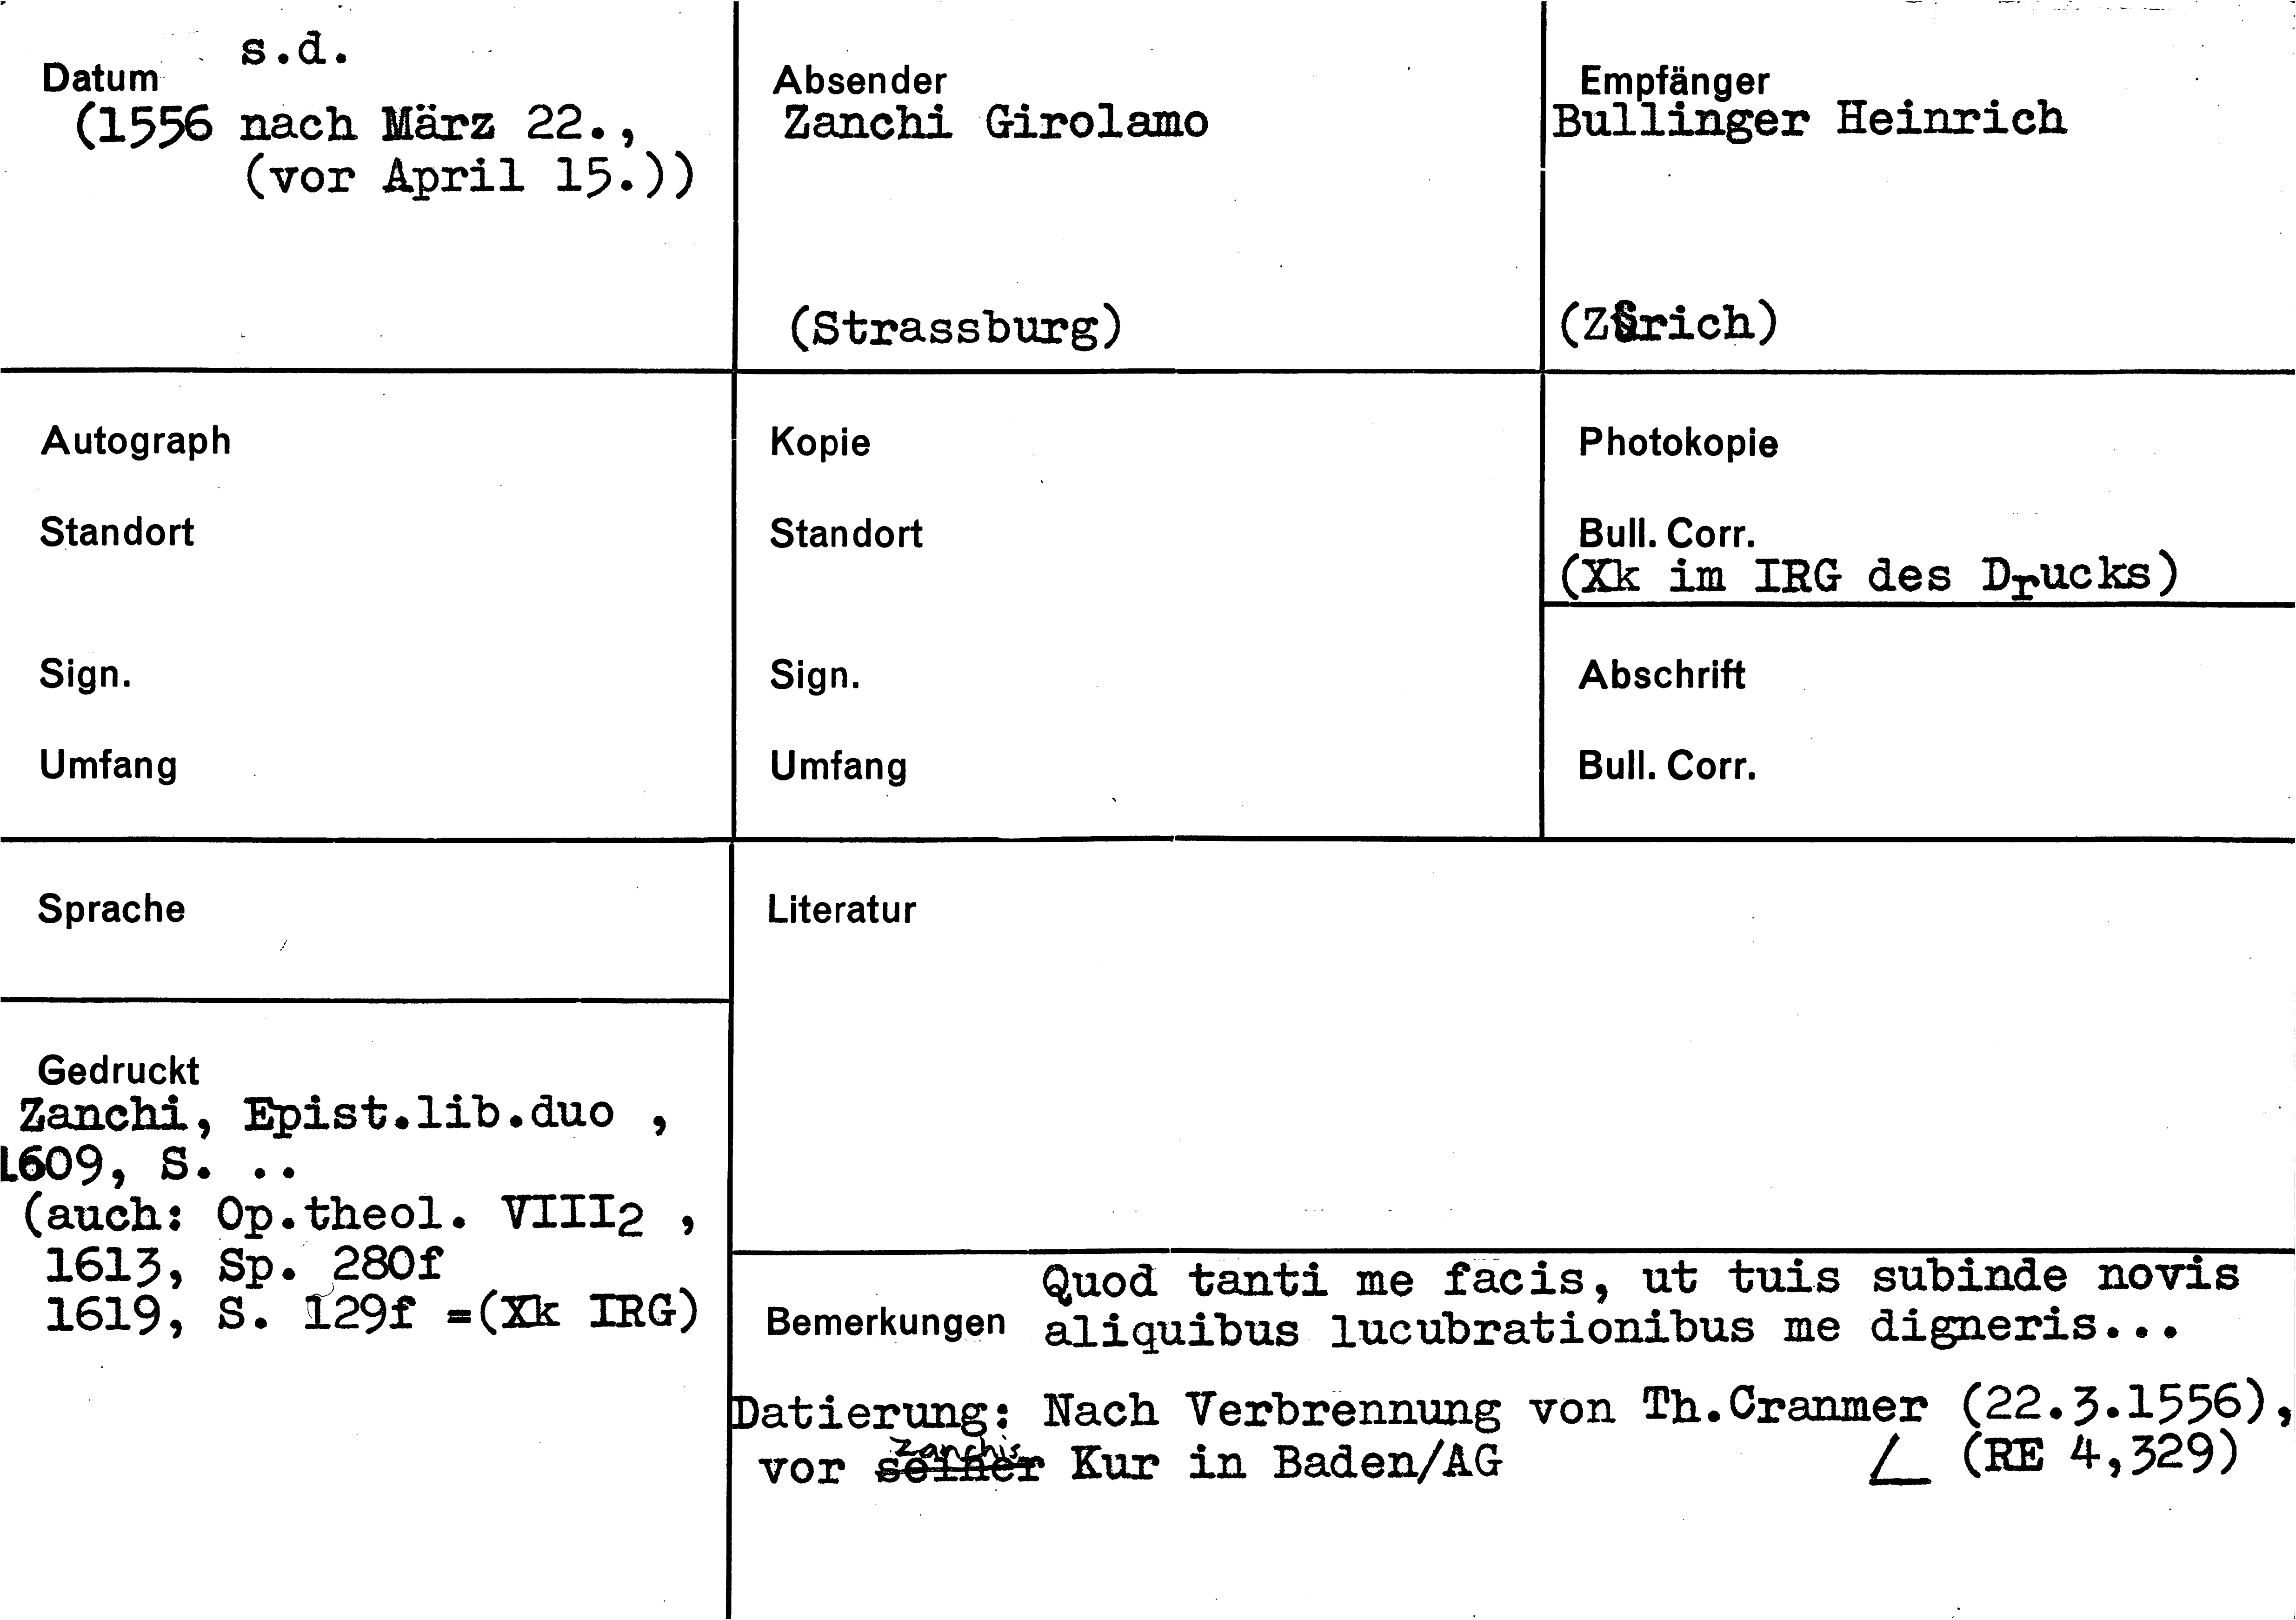 s.d.
Datum
(1556 nach März 22.,
(vor April 15.))
Absender
Zanchi Girolamo
(Strassburg)
Empfänger
Bullinger Heinrich
(Zürich)
Autograph
Standort
Sign.
Umfang
Kopie
Standort
Sign.
Umfang
Photokopie
Bull. Corr.
(Xk im IRG des Drucks)
Abschrift
Bull. Corr.
Sprache
Literatur
Gedruckt
Zanchi, Epist.lib.duo ,
1609, S. ..
(auch: Op.theol. VIII2 ,
1613, Sp. 280f
1619, S. 129f =(Xk IRG)
Quod tanti me facis, ut tuis subinde novis
Bemerkungen aliquibus lucubrationibus me digneris...
Datierung: Nach Verbrennung von Th.Cranmer (22.3.1556),
Zanchis
vor seiner Kur in Baden/AG (RE 4,329)